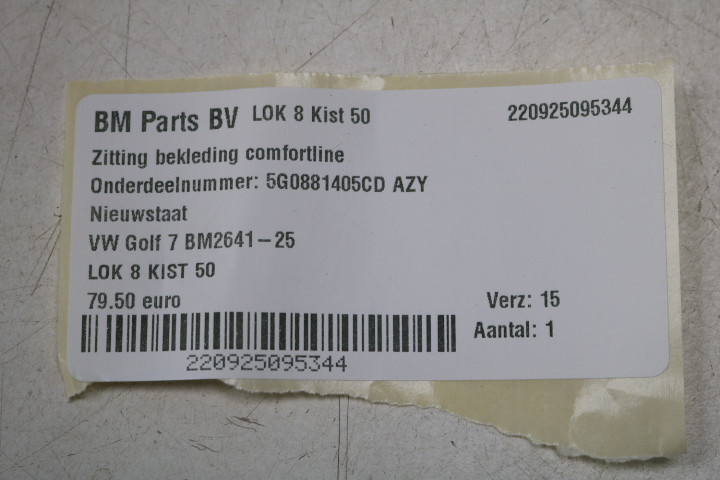 BM Parts BV LOK 8 Kist 50 220925095344
Zitting bekleding comfortline
Onderdeelnummer: 5G0881405CD AZY
Nieuwstaat
VW Golf 7 BM2641-25
LOK 8 KIST 50
79.50 euro Verz: 15
Aantal: 1
220925095344